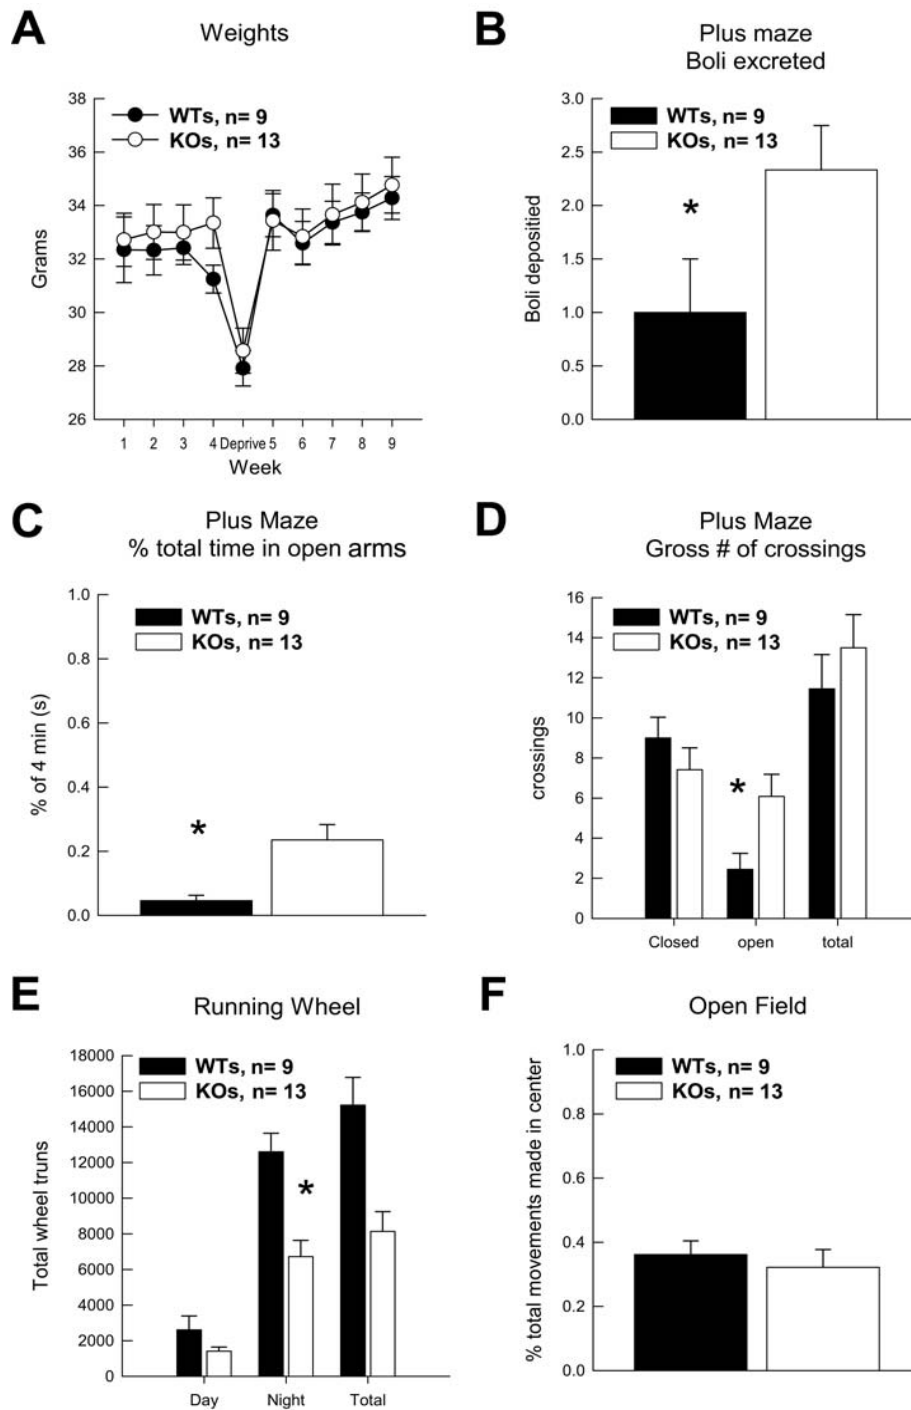 A
Weights
38
36
34
32
30
28
26
Grams
WTs, n= 9
KOs, n= 13
1 2 3 4 Deprive 5 6 7 8 9
Week
B
Plus maze
Boli excreted
3.0
2.5
2.0
1.5
1.0
0.5
0.0
Boli depositied
WTs, n= 9
KOs, n= 13
*
C
Plus Maze
% total time in open arms
1.0
0.8
0.6
0.4
0.2
0.0
% of 4 min (s)
WTs, n= 9
KOs, n= 13
*
D
Plus Maze
Gross # of crossings
16
14
12
10
8
6
4
2
0
crossings
WTs, n= 9
KOs, n= 13
*
Closed open total
E
Running Wheel
18000
16000
14000
12000
10000
8000
6000
4000
2000
0
Total wheel truns
WTs, n= 9
KOs, n= 13
*
Day Night Total
F
Open Field
1.0
0.8
0.6
0.4
0.2
0.0
% total movements made in center
WTs, n= 9
KOs, n= 13